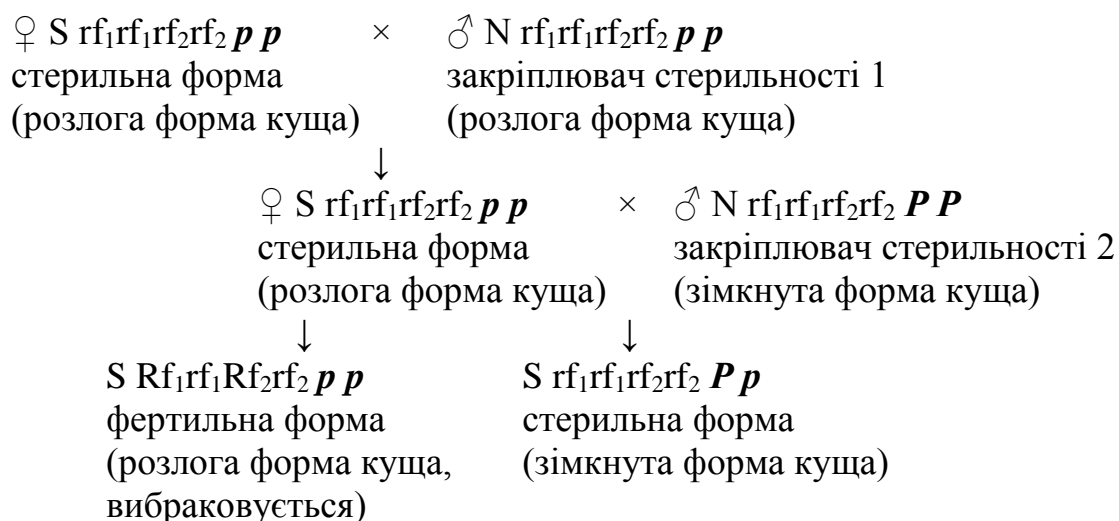 ♀ S rf₁rf₁rf₂rf₂ p p × ♂ N rf₁rf₁rf₂rf₂ p p
стерильна форма закріплювач стерильності 1
(розлога форма куща) (розлога форма куща)
↓
♀ S rf₁rf₁rf₂rf₂ p p × ♂ N rf₁rf₁rf₂rf₂ P P
стерильна форма закріплювач стерильності 2
(розлога форма куща) (зімкнута форма куща)
↓ ↓
S Rf₁rf₁Rf₂rf₂ p p S rf₁rf₁rf₂rf₂ P p
фертильна форма стерильна форма
(розлога форма куща, (зімкнута форма куща)
вибраковується)